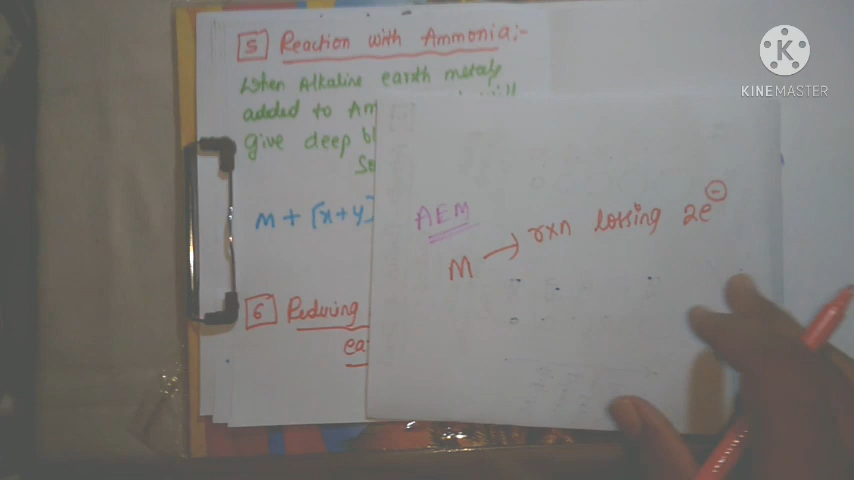 5 Reaction with Ammonia:-
When Alkaline earth metals
added to Am
give deep bl
M + [x+y]
6 Reducing
ea
AEM
M → rxn lossing 2e⊖
K
KINEMASTER